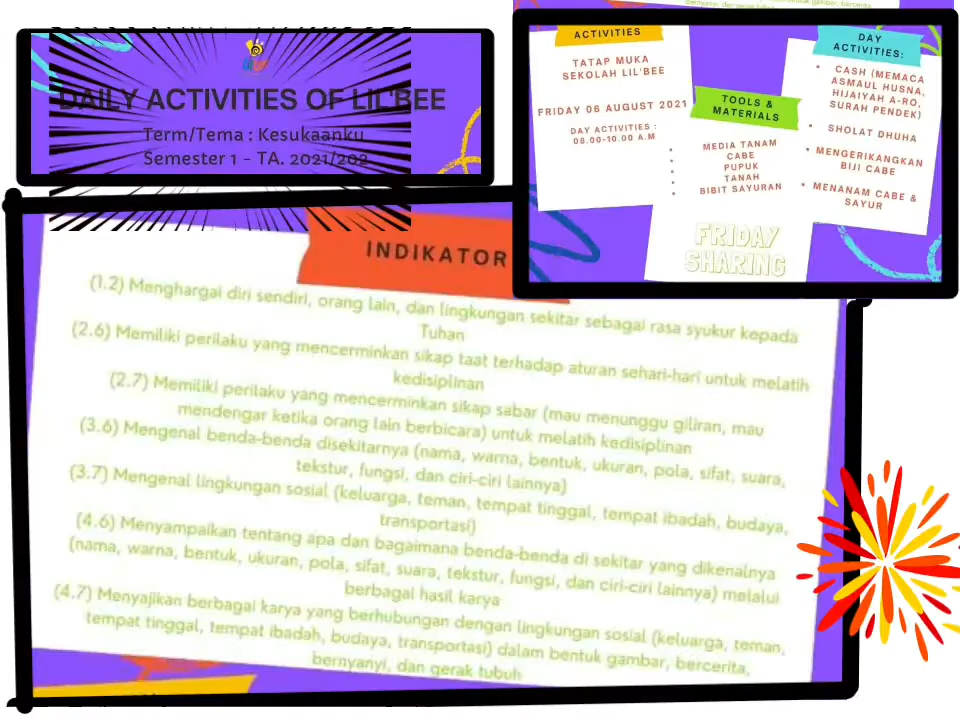 DAILY ACTIVITIES OF LIL'BEE
Term/Tema : Kesukaanku
Semester 1 - TA. 2021/202
ACTIVITIES
TATAP MUKA
SEKOLAH LIL'BEE
FRIDAY 06 AUGUST 2021
DAY ACTIVITIES :
08.00-10.00 A.M
TOOLS &
MATERIALS
MEDIA TANAM
CABE
PUPUK
TANAH
BIBIT SAYURAN
FRIDAY
SHARING
DAY
ACTIVITIES:
• CASH (MEMACA
ASMAUL HUSNA,
HIJAIYAH A-RO,
SURAH PENDEK)
• SHOLAT DHUHA
• MENGERIKANGKAN
BIJI CABE
• MENANAM CABE &
SAYUR
INDIKATOR
(1.2) Menghargai diri sendiri, orang lain, dan lingkungan sekitar sebagai rasa syukur kepada
Tuhan
(2.6) Memiliki perilaku yang mencerminkan sikap taat terhadap aturan sehari-hari untuk melatih
kedisiplinan
(2.7) Memiliki perilaku yang mencerminkan sikap sabar (mau menunggu giliran, mau
mendengar ketika orang lain berbicara) untuk melatih kedisiplinan
(3.6) Mengenal benda-benda disekitarnya (nama, warna, bentuk, ukuran, pola, sifat, suara,
tekstur, fungsi, dan ciri-ciri lainnya)
(3.7) Mengenal lingkungan sosial (keluarga, teman, tempat tinggal, tempat ibadah, budaya,
transportasi)
(4.6) Menyampaikan tentang apa dan bagaimana benda-benda di sekitar yang dikenalnya
(nama, warna, bentuk, ukuran, pola, sifat, suara, tekstur, fungsi, dan ciri-ciri lainnya) melalui
berbagai hasil karya
(4.7) Menyajikan berbagai karya yang berhubungan dengan lingkungan sosial (keluarga, teman,
tempat tinggal, tempat ibadah, budaya, transportasi) dalam bentuk gambar, bercerita,
bernyanyi, dan gerak tubuh